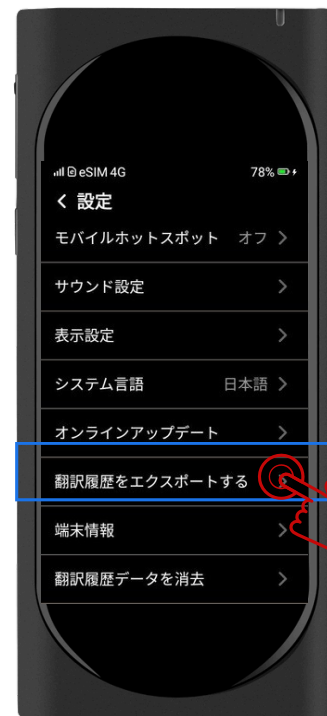 eSIM 4G 78%
設定
モバイルホットスポット オフ
サウンド設定
表示設定
システム言語 日本語
オンラインアップデート
翻訳履歴をエクスポートする
端末情報
翻訳履歴データを消去